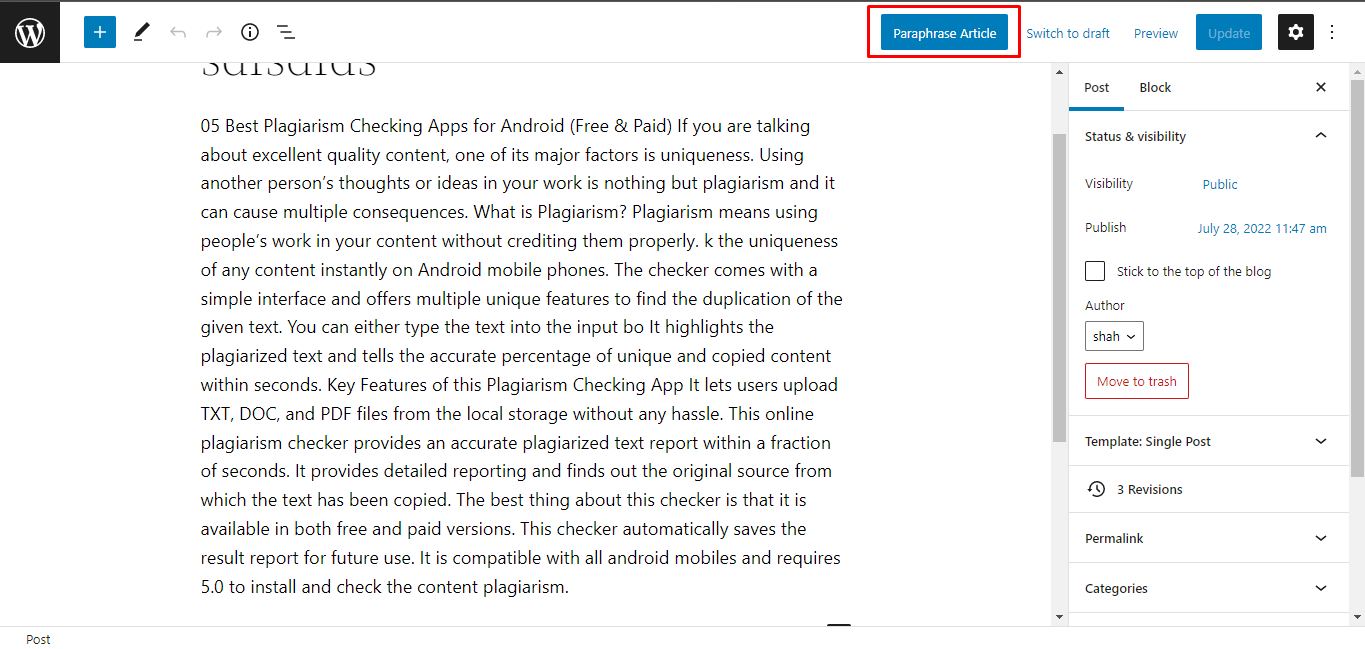 Paraphrase Article
Switch to draft
Preview
Update
05 Best Plagiarism Checking Apps for Android (Free & Paid) If you are talking
about excellent quality content, one of its major factors is uniqueness. Using
another person's thoughts or ideas in your work is nothing but plagiarism and it
can cause multiple consequences. What is Plagiarism? Plagiarism means using
people's work in your content without crediting them properly. k the uniqueness
of any content instantly on Android mobile phones. The checker comes with a
simple interface and offers multiple unique features to find the duplication of the
given text. You can either type the text into the input bo It highlights the
plagiarized text and tells the accurate percentage of unique and copied content
within seconds. Key Features of this Plagiarism Checking App It lets users upload
TXT, DOC, and PDF files from the local storage without any hassle. This online
plagiarism checker provides an accurate plagiarized text report within a fraction
of seconds. It provides detailed reporting and finds out the original source from
which the text has been copied. The best thing about this checker is that it is
available in both free and paid versions. This checker automatically saves the
result report for future use. It is compatible with all android mobiles and requires
5.0 to install and check the content plagiarism.
Post
Block
Status & visibility
Visibility
Public
Publish
July 28, 2022 11:47 am
Stick to the top of the blog
Author
shah
Move to trash
Template: Single Post
3 Revisions
Permalink
Categories
Post